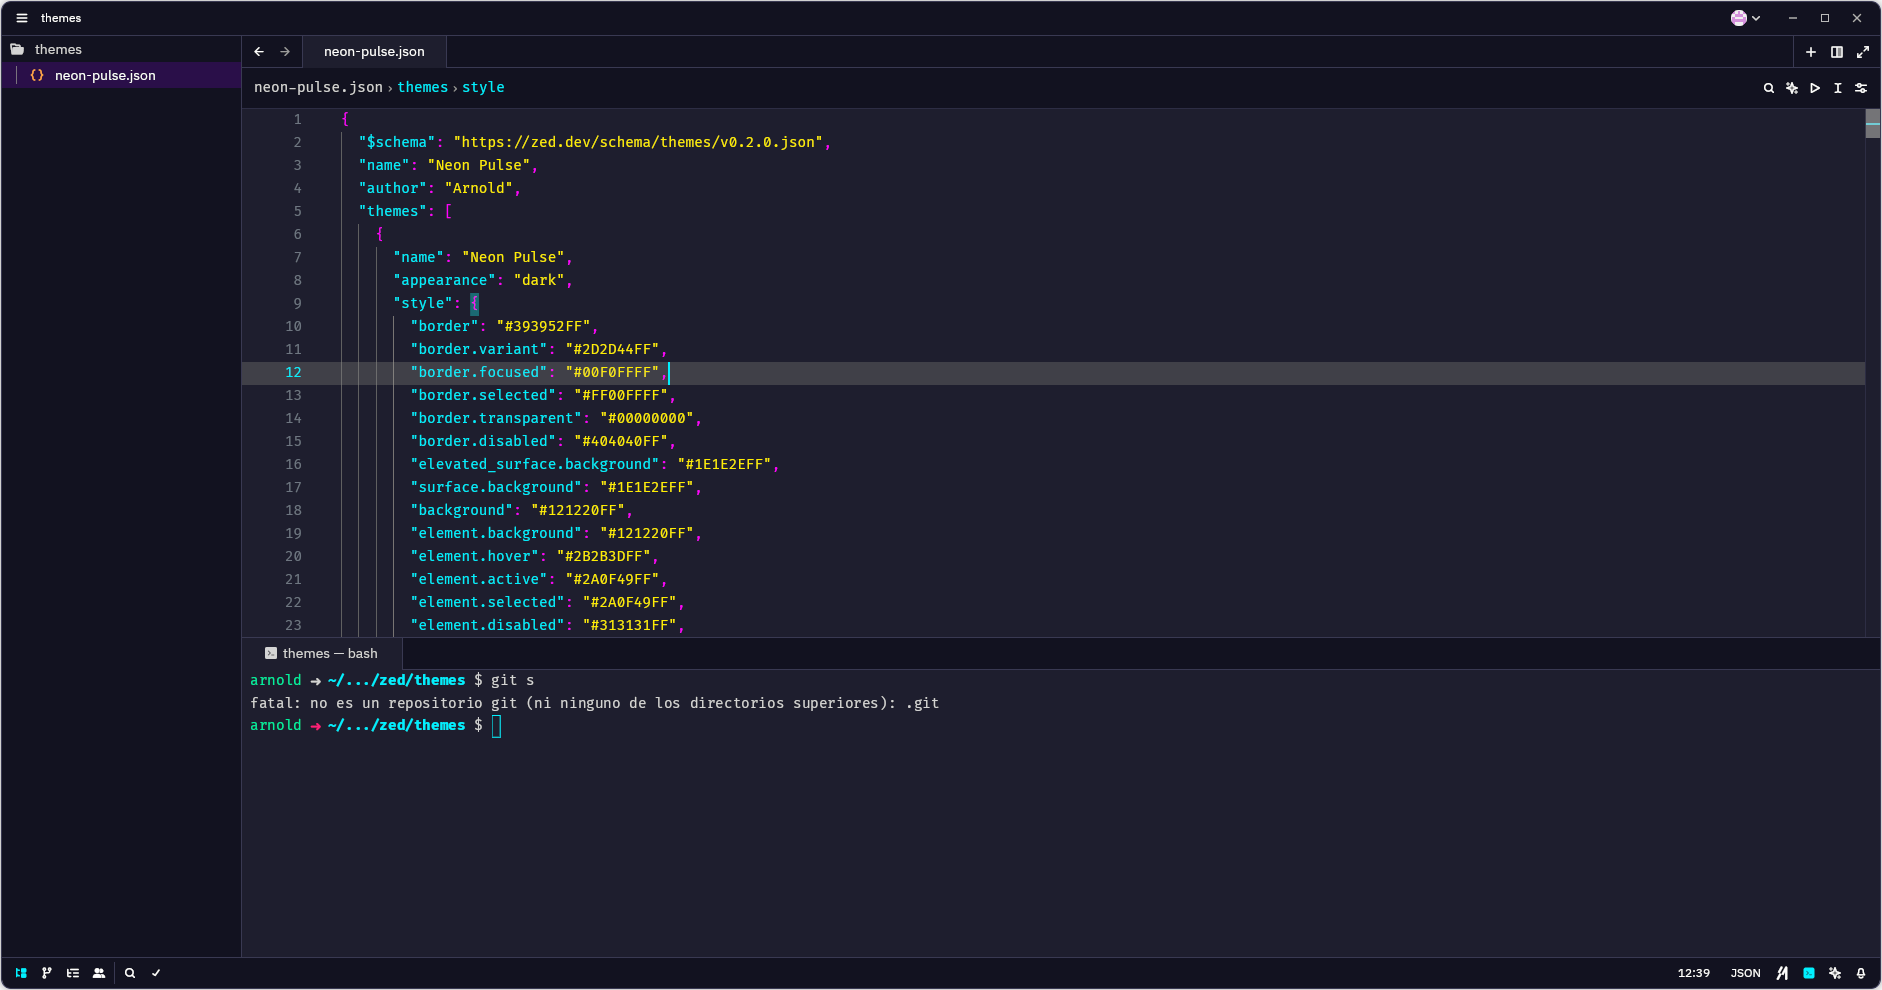 themes
themes
neon-pulse.json
neon-pulse.json
neon-pulse.json › themes › style
1 {
2 "$schema": "https://zed.dev/schema/themes/v0.2.0.json",
3 "name": "Neon Pulse",
4 "author": "Arnold",
5 "themes": [
6 {
7 "name": "Neon Pulse",
8 "appearance": "dark",
9 "style": {
10 "border": "#393952FF",
11 "border.variant": "#2D2D44FF",
12 "border.focused": "#00F0FFFF",
13 "border.selected": "#FF00FFFF",
14 "border.transparent": "#00000000",
15 "border.disabled": "#404040FF",
16 "elevated_surface.background": "#1E1E2EFF",
17 "surface.background": "#1E1E2EFF",
18 "background": "#121220FF",
19 "element.background": "#121220FF",
20 "element.hover": "#2B2B3DFF",
21 "element.active": "#2A0F49FF",
22 "element.selected": "#2A0F49FF",
23 "element.disabled": "#313131FF",
themes — bash
arnold ➜ ~/.../zed/themes $ git s
fatal: no es un repositorio git (ni ninguno de los directorios superiores): .git
arnold ➜ ~/.../zed/themes $
12:39 JSON